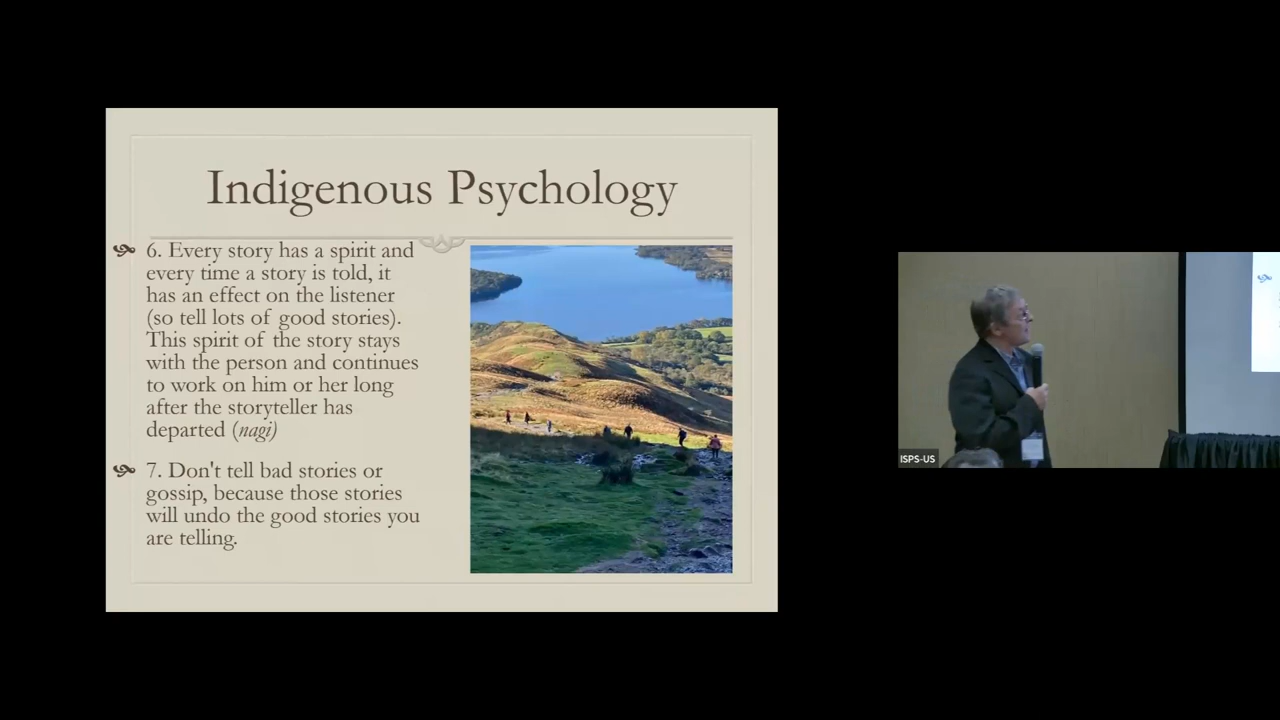 Indigenous Psychology
6. Every story has a spirit and
every time a story is told, it
has an effect on the listener
(so tell lots of good stories).
This spirit of the story stays
with the person and continues
to work on him or her long
after the storyteller has
departed (nagi)
7. Don't tell bad stories or
gossip, because those stories
will undo the good stories you
are telling.
ISPS-US